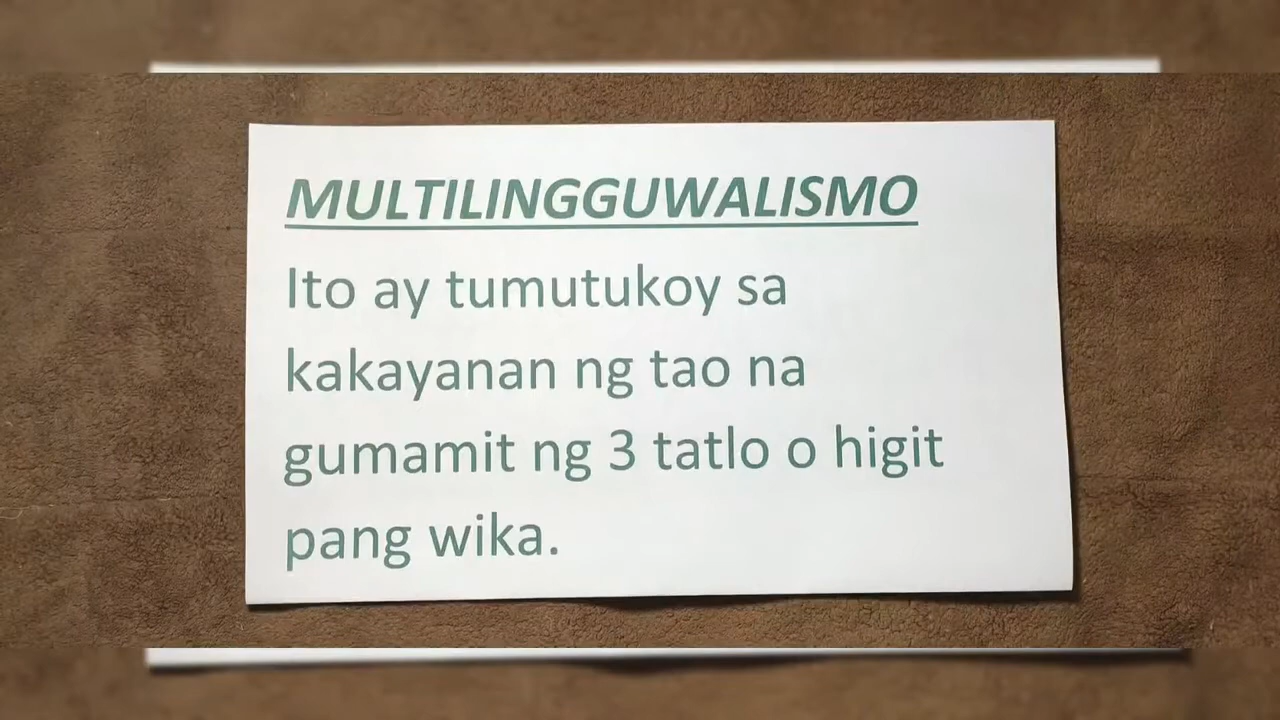 MULTILINGGUWALISMO
Ito ay tumutukoy sa
kakayanan ng tao na
gumamit ng 3 tatlo o higit
pang wika.